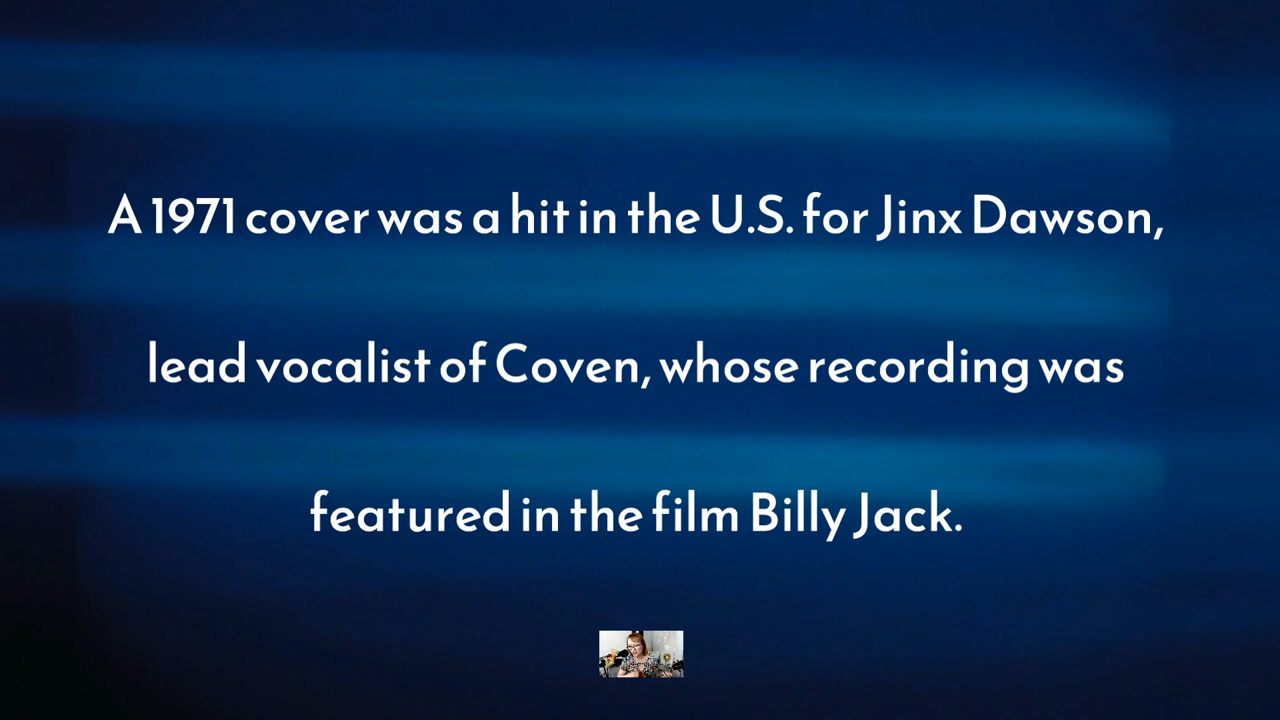 A 1971 cover was a hit in the U.S. for Jinx Dawson,
lead vocalist of Coven, whose recording was
featured in the film Billy Jack.